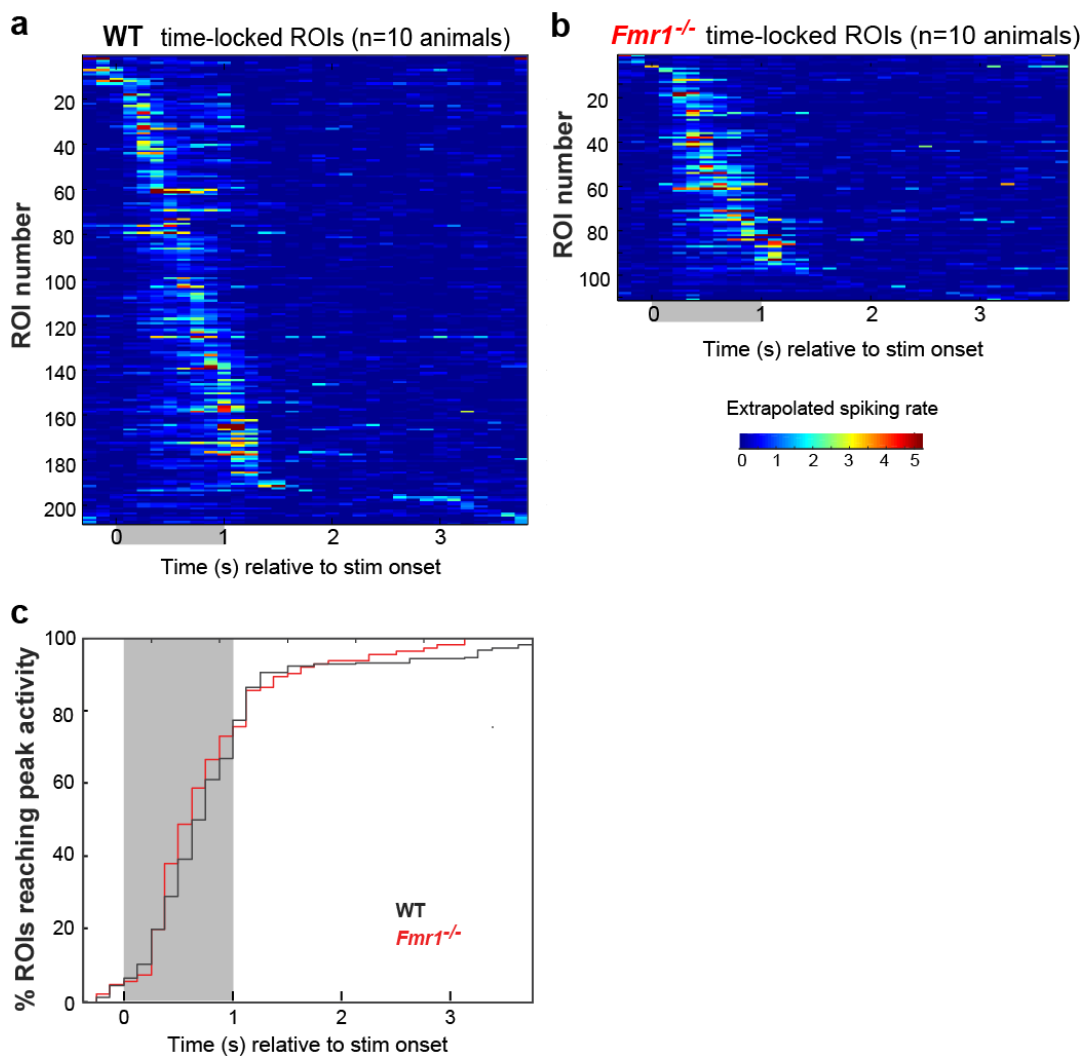 a
WT time-locked ROIs (n=10 animals)
ROI number
20
40
60
80
100
120
140
160
180
200
0 1 2 3
Time (s) relative to stim onset
b
Fmr1-/- time-locked ROIs (n=10 animals)
ROI number
20
40
60
80
100
0 1 2 3
Time (s) relative to stim onset
Extrapolated spiking rate
0 1 2 3 4 5
c
% ROIs reaching peak activity
100
80
60
40
20
0
WT
Fmr1-/-
0 1 2 3
Time (s) relative to stim onset